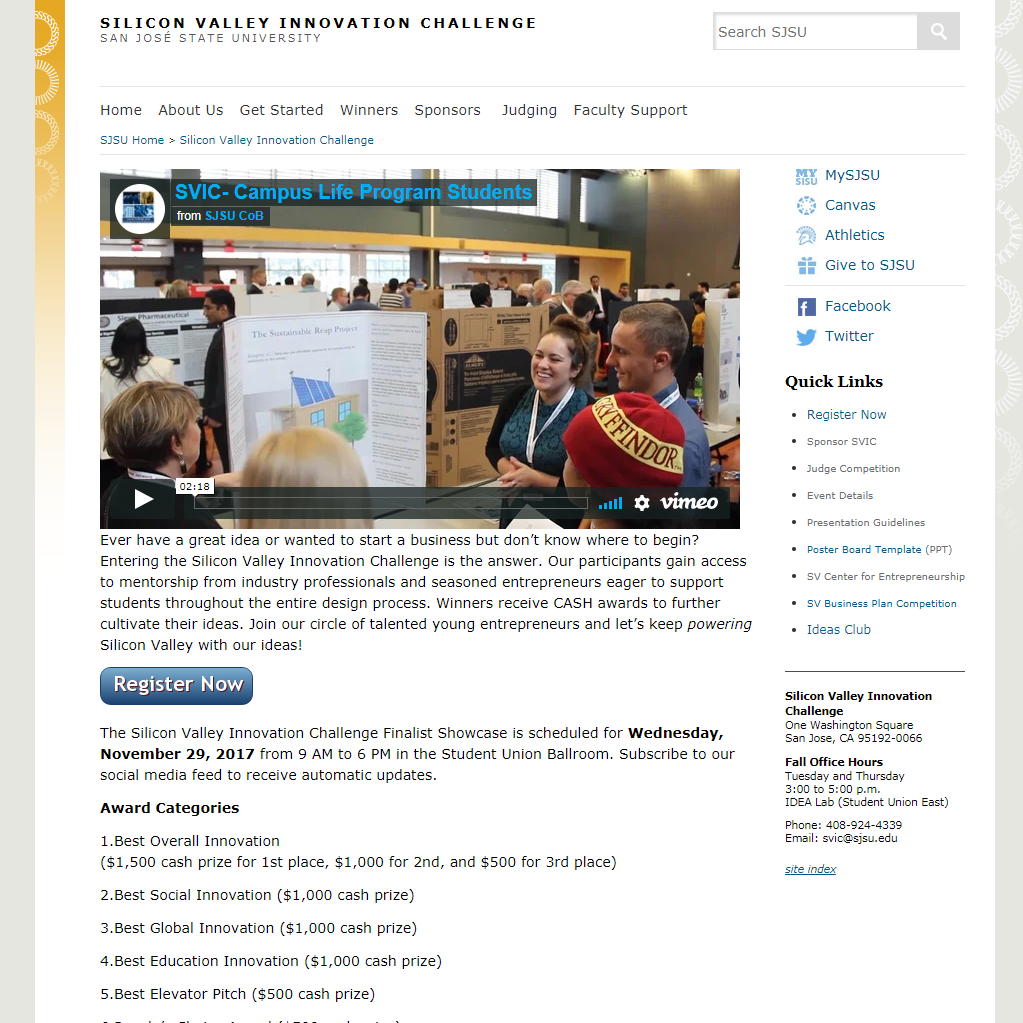 SILICON VALLEY INNOVATION CHALLENGE
SAN JOSÉ STATE UNIVERSITY
Search SJSU
Home About Us Get Started Winners Sponsors Judging Faculty Support
SJSU Home > Silicon Valley Innovation Challenge
SVIC- Campus Life Program Students
from SJSU CoB
Pharmaceutical
The Sustainable Reap Project
GRYFFINDOR
02:18
vimeo
Ever have a great idea or wanted to start a business but don’t know where to begin?
Entering the Silicon Valley Innovation Challenge is the answer. Our participants gain access
to mentorship from industry professionals and seasoned entrepreneurs eager to support
students throughout the entire design process. Winners receive CASH awards to further
cultivate their ideas. Join our circle of talented young entrepreneurs and let’s keep powering
Silicon Valley with our ideas!
Register Now
The Silicon Valley Innovation Challenge Finalist Showcase is scheduled for Wednesday,
November 29, 2017 from 9 AM to 6 PM in the Student Union Ballroom. Subscribe to our
social media feed to receive automatic updates.
Award Categories
1.Best Overall Innovation
($1,500 cash prize for 1st place, $1,000 for 2nd, and $500 for 3rd place)
2.Best Social Innovation ($1,000 cash prize)
3.Best Global Innovation ($1,000 cash prize)
4.Best Education Innovation ($1,000 cash prize)
5.Best Elevator Pitch ($500 cash prize)
MY
SJSU
MySJSU
Canvas
Athletics
Give to SJSU
Facebook
Twitter
Quick Links
Register Now
Sponsor SVIC
Judge Competition
Event Details
Presentation Guidelines
Poster Board Template (PPT)
SV Center for Entrepreneurship
SV Business Plan Competition
Ideas Club
Silicon Valley Innovation
Challenge
One Washington Square
San Jose, CA 95192-0066
Fall Office Hours
Tuesday and Thursday
3:00 to 5:00 p.m.
IDEA Lab (Student Union East)
Phone: 408-924-4339
Email: svic@sjsu.edu
site index